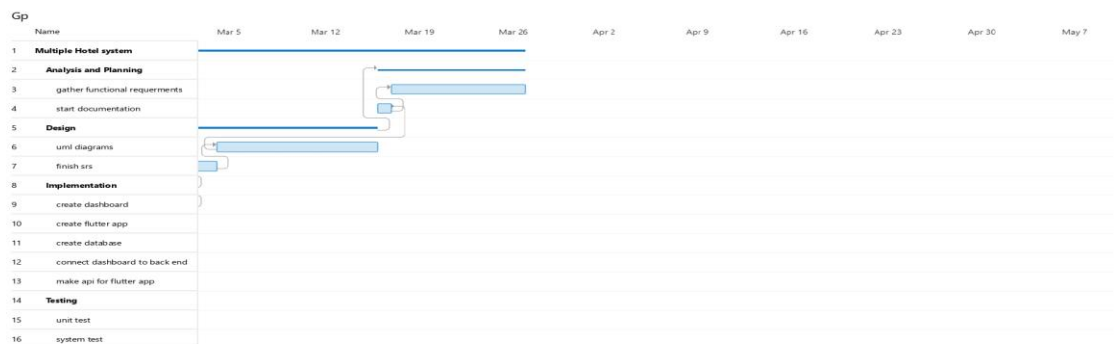 Gp
Name Mar 5 Mar 12 Mar 19 Mar 26 Apr 2 Apr 9 Apr 16 Apr 23 Apr 30 May 7
1 Multiple Hotel system
2 Analysis and Planning
3 gather functional requerments
4 start documentation
5 Design
6 uml diagrams
7 finish srs
8 Implementation
9 create dashboard
10 create flutter app
11 create database
12 connect dashboard to back end
13 make api for flutter app
14 Testing
15 unit test
16 system test